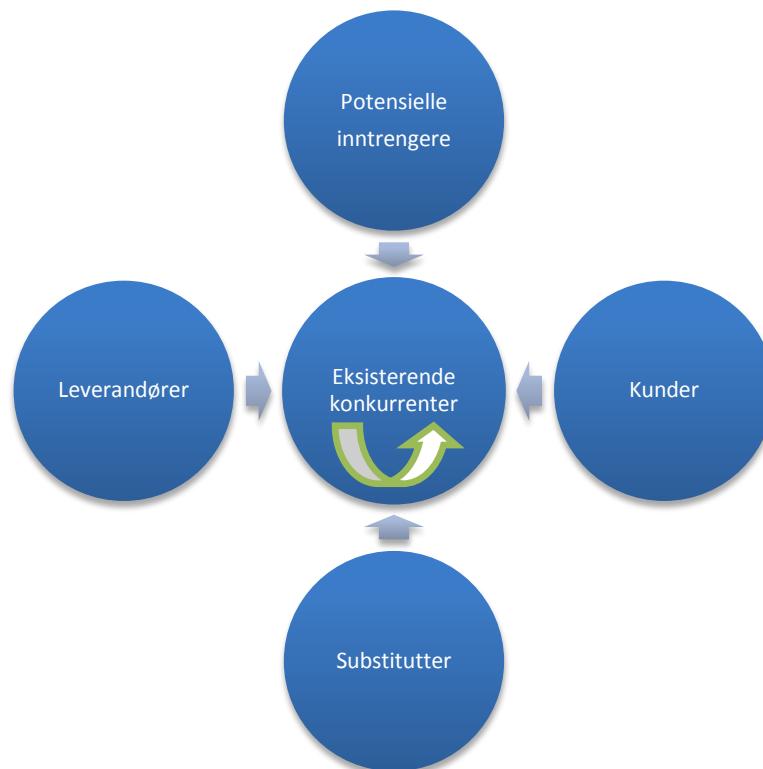 Potensielle
inntrengere
Leverandører
Eksisterende
konkurrenter
Kunder
Substitutter